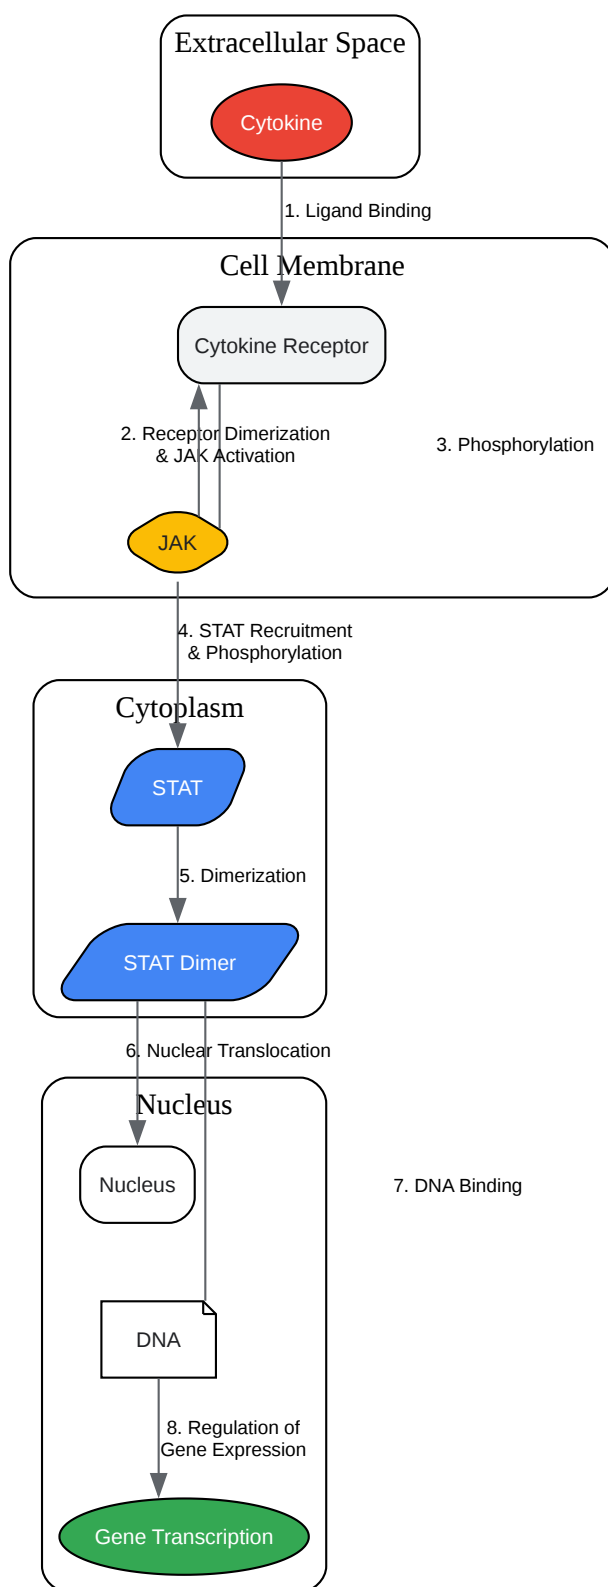 Extracellular Space
Cytokine
1. Ligand Binding
Cell Membrane
Cytokine Receptor
2. Receptor Dimerization
& JAK Activation
3. Phosphorylation
JAK
4. STAT Recruitment
& Phosphorylation
Cytoplasm
STAT
5. Dimerization
STAT Dimer
6. Nuclear Translocation
Nucleus
Nucleus
7. DNA Binding
DNA
8. Regulation of
Gene Expression
Gene Transcription